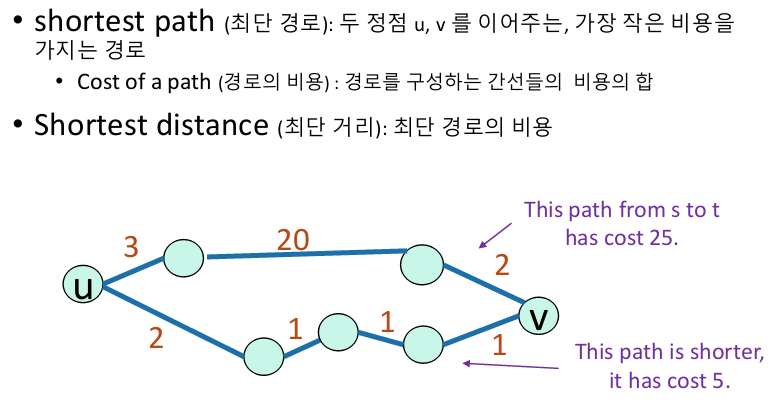 • shortest path (최단 경로): 두 정점 u, v 를 이어주는, 가장 작은 비용을
가지는 경로
• Cost of a path (경로의 비용) : 경로를 구성하는 간선들의 비용의 합
• Shortest distance (최단 거리): 최단 경로의 비용
This path from s to t
has cost 25.
3
20
2
u
v
2
1
1
1
This path is shorter,
it has cost 5.